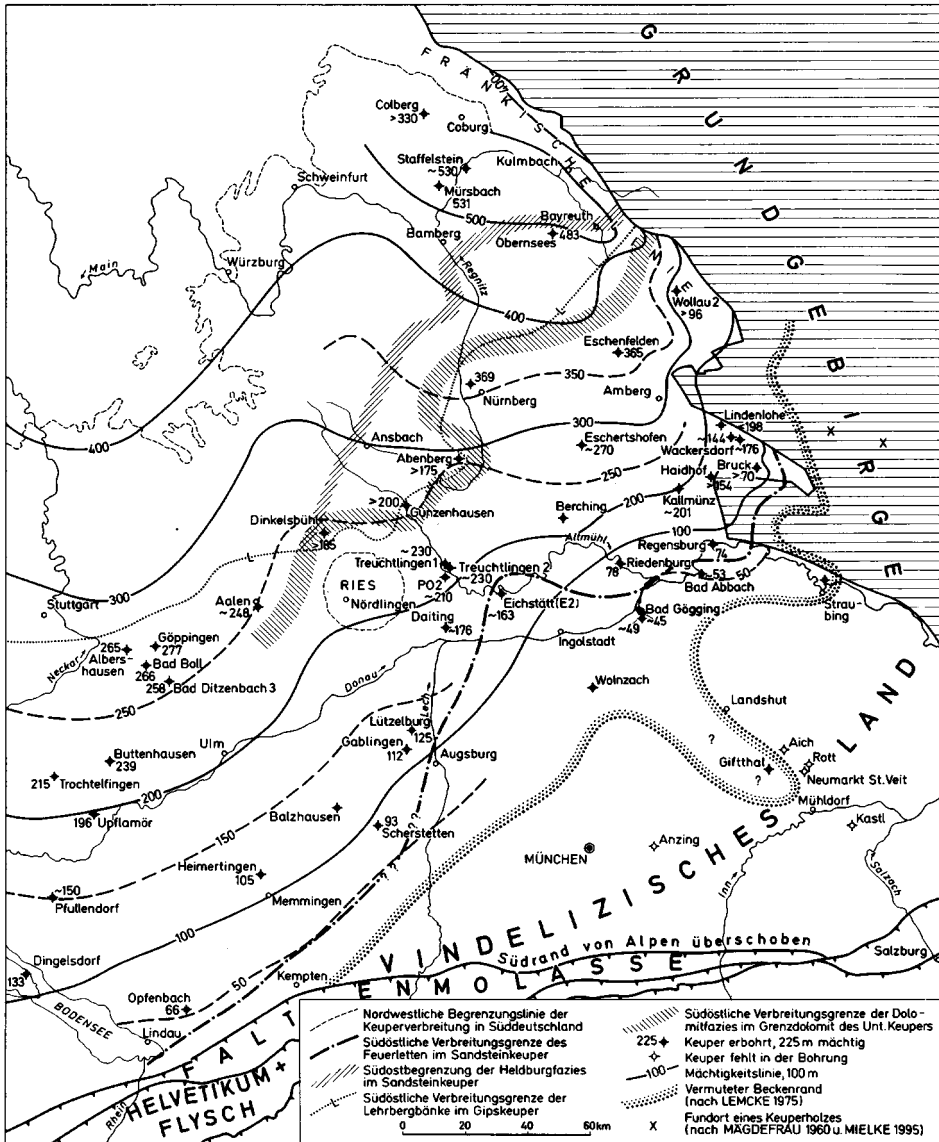 GRUNDGEBIRGE
FRÄNKISCHE LINIE
400
Colberg
>330
Coburg
Staffelstein
~530
Kulmbach
Mürsbach
531
Schweinfurt
500
Bayreuth
Obernsees
483
Bamberg
Main
Würzburg
Regnitz
L
Wollau 2
>96
400
Eschenfelden
365
350
369
Nürnberg
Amberg
300
Lindenlohe
~198
x
x
400
Ansbach
Eschertshofen
~270
~144
~176
Wackersdorf
Abenberg
>175
250
Haidhof
>154
Bruck
>70
>200
Gunzenhausen
200
Kallmünz
~201
Dinkelsbühl
>185
Berching
100
Altmühl
~230
Treuchtlingen 1
Treuchtlingen 2
~230
Regensburg
74
Riedenburg
78
RIES
PO2
~210
~53
50
Bad Abbach
300
Stuttgart
Nördlingen
Eichstätt (E2)
~163
Straubing
Aalen
~248
Daiting
~176
Bad Gögging
~49
~45
Ingolstadt
Göppingen
277
265
Albershausen
Neckar
L
Bad Boll
266
258
Bad Ditzenbach 3
Donau
Wolnzach
250
Lech
Landshut
Lützelburg
125
Gablingen
112
Ulm
Augsburg
Buttenhausen
239
215
Trochtelfingen
?
Giftthal
?
Aich
Rott
Neumarkt St. Veit
200
196
Upflamör
Mühldorf
Balzhausen
93
Scherstetten
150
?
Kastl
Anzing
MÜNCHEN
Heimertingen
105
?
~150
Pfullendorf
Memmingen
Inn
Salzach
100
VINDELIZISCHES LAND
Südrand von Alpen überschoben
Salzburg
Dingelsdorf
133
Kempten
50
FALTENMOLASSE
Opfenbach
66
BODENSEE
Lindau
Rhein
HELVETIKUM +
FLYSCH
Nordwestliche Begrenzungslinie der
Keuperverbreitung in Süddeutschland
Südöstliche Verbreitungsgrenze des
Feuerletten im Sandsteinkeuper
Südostbegrenzung der Heldburgfazies
im Sandsteinkeuper
L
Südöstliche Verbreitungsgrenze der
Lehrbergbänke im Gipskeuper
0 20 40 60km
Südöstliche Verbreitungsgrenze der Dolo-
mitfazies im Grenzdolomit des Unt. Keupers
225 Keuper erbohrt, 225 m mächtig
Keuper fehlt in der Bohrung
100 Mächtigkeitslinie, 100 m
Vermuteter Beckenrand
(nach LEMCKE 1975)
x Fundort eines Keuperholzes
(nach MÄGDEFRAU 1960 u. MIELKE 1995)